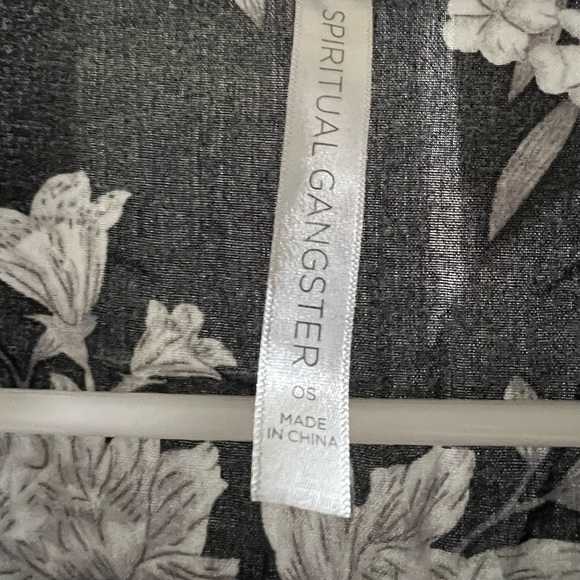 SPIRITUAL GANGSTER
OS
MADE
IN CHINA